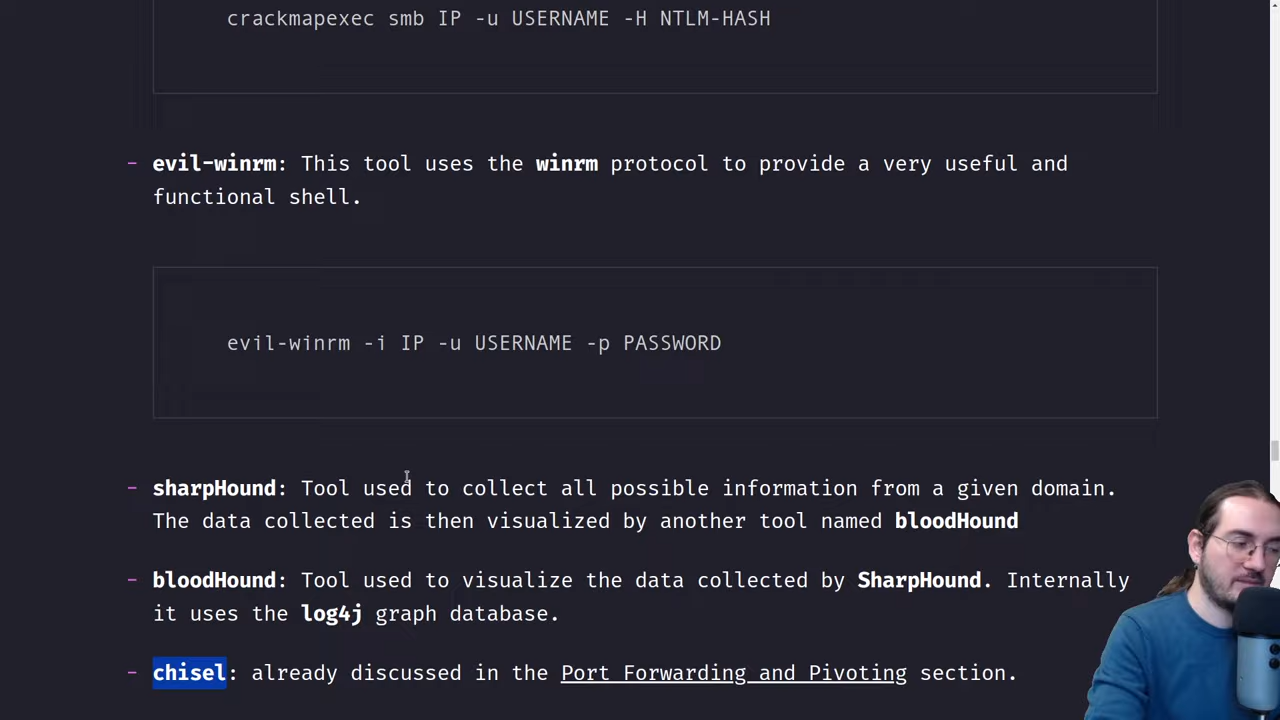 crackmapexec smb IP -u USERNAME -H NTLM-HASH
- evil-winrm: This tool uses the winrm protocol to provide a very useful and
functional shell.
evil-winrm -i IP -u USERNAME -p PASSWORD
- sharpHound: Tool used to collect all possible information from a given domain.
The data collected is then visualized by another tool named bloodHound
- bloodHound: Tool used to visualize the data collected by SharpHound. Internally
it uses the log4j graph database.
- chisel: already discussed in the Port Forwarding and Pivoting section.